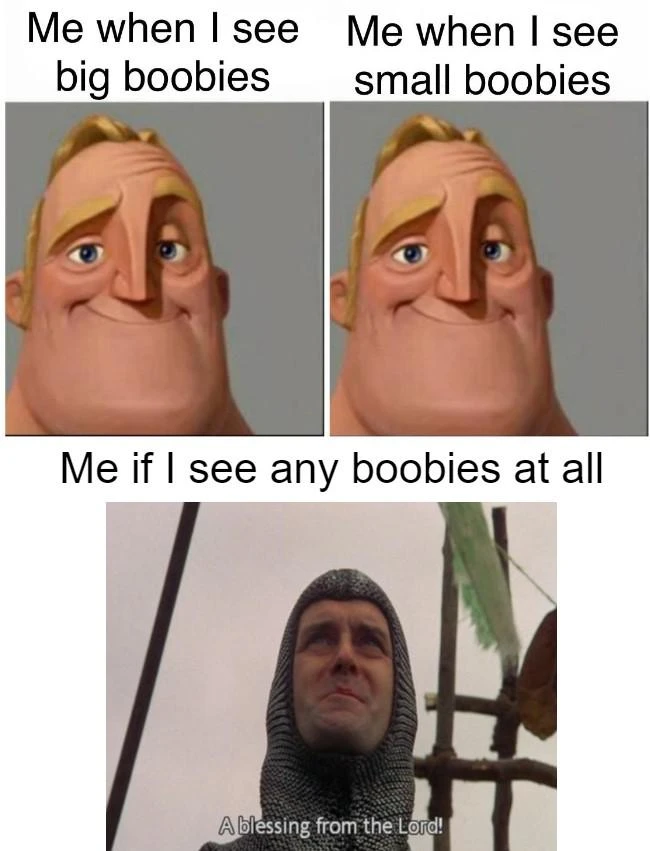 Me when I see
big boobies
Me when I see
small boobies
Me if I see any boobies at all
A blessing from the Lord!